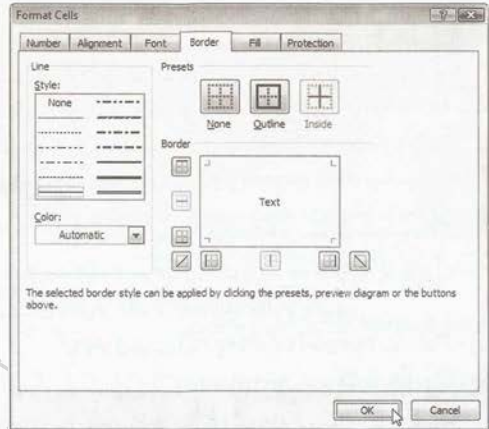 Format Cells
Number Alignment Font Border Fill Protection
Line
Style:
None
Color:
Automatic
Presets
None Outline Inside
Border
Text
The selected border style can be applied by clicking the presets, preview diagram or the buttons
above.
OK Cancel